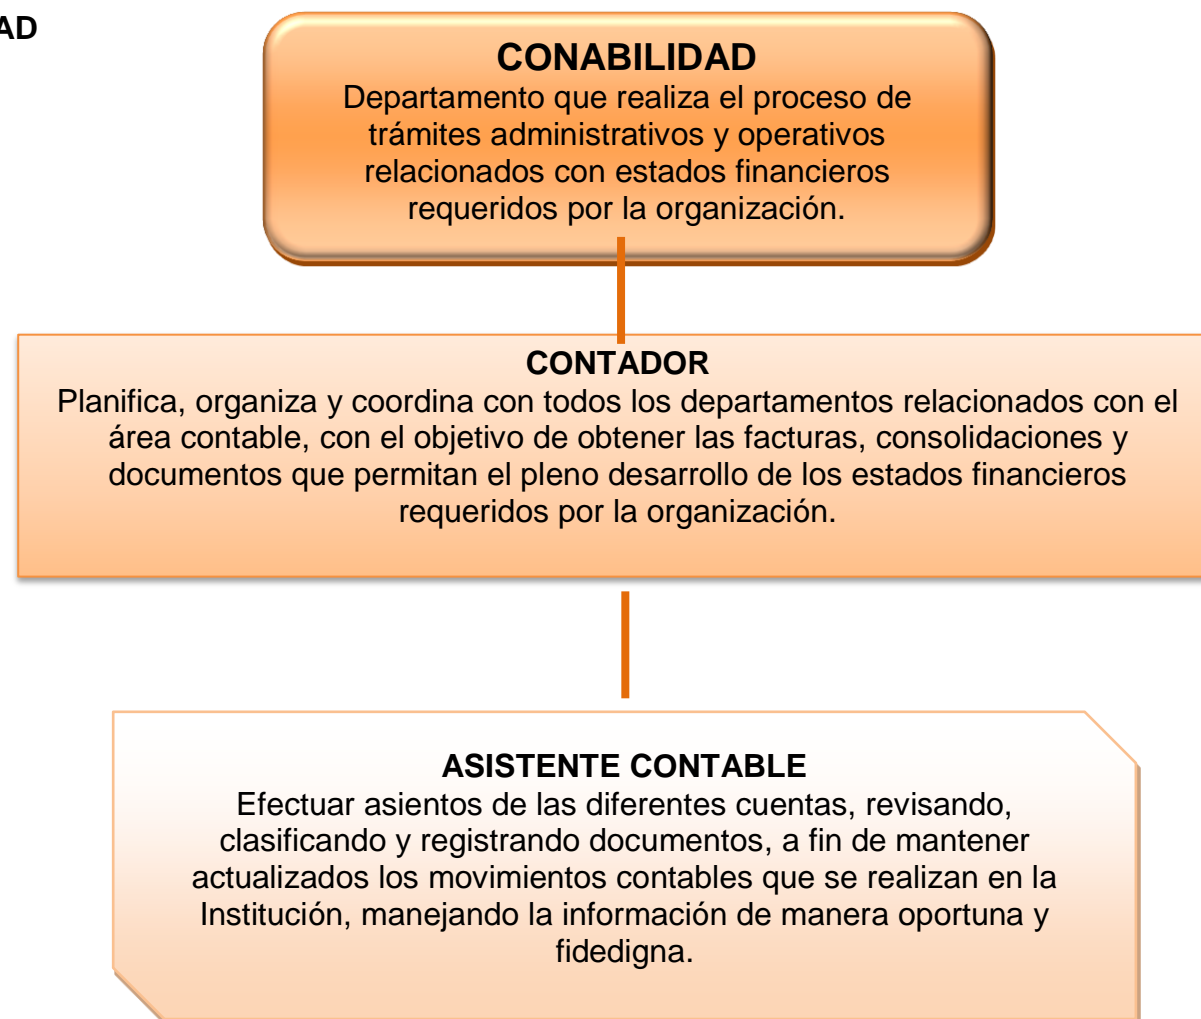 AD
CONABILIDAD
Departamento que realiza el proceso de
trámites administrativos y operativos
relacionados con estados financieros
requeridos por la organización.
CONTADOR
Planifica, organiza y coordina con todos los departamentos relacionados con el
área contable, con el objetivo de obtener las facturas, consolidaciones y
documentos que permitan el pleno desarrollo de los estados financieros
requeridos por la organización.
ASISTENTE CONTABLE
Efectuar asientos de las diferentes cuentas, revisando,
clasificando y registrando documentos, a fin de mantener
actualizados los movimientos contables que se realizan en la
Institución, manejando la información de manera oportuna y
fidedigna.